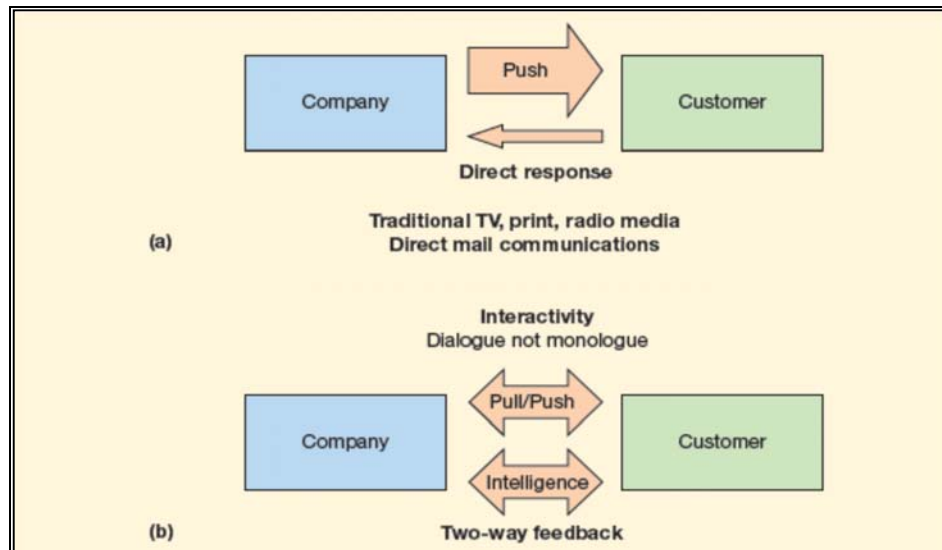 Company
Push
Customer
Direct response
Traditional TV, print, radio media
(a)
Direct mail communications
Interactivity
Dialogue not monologue
Company
Pull/Push
Customer
Intelligence
(b)
Two-way feedback